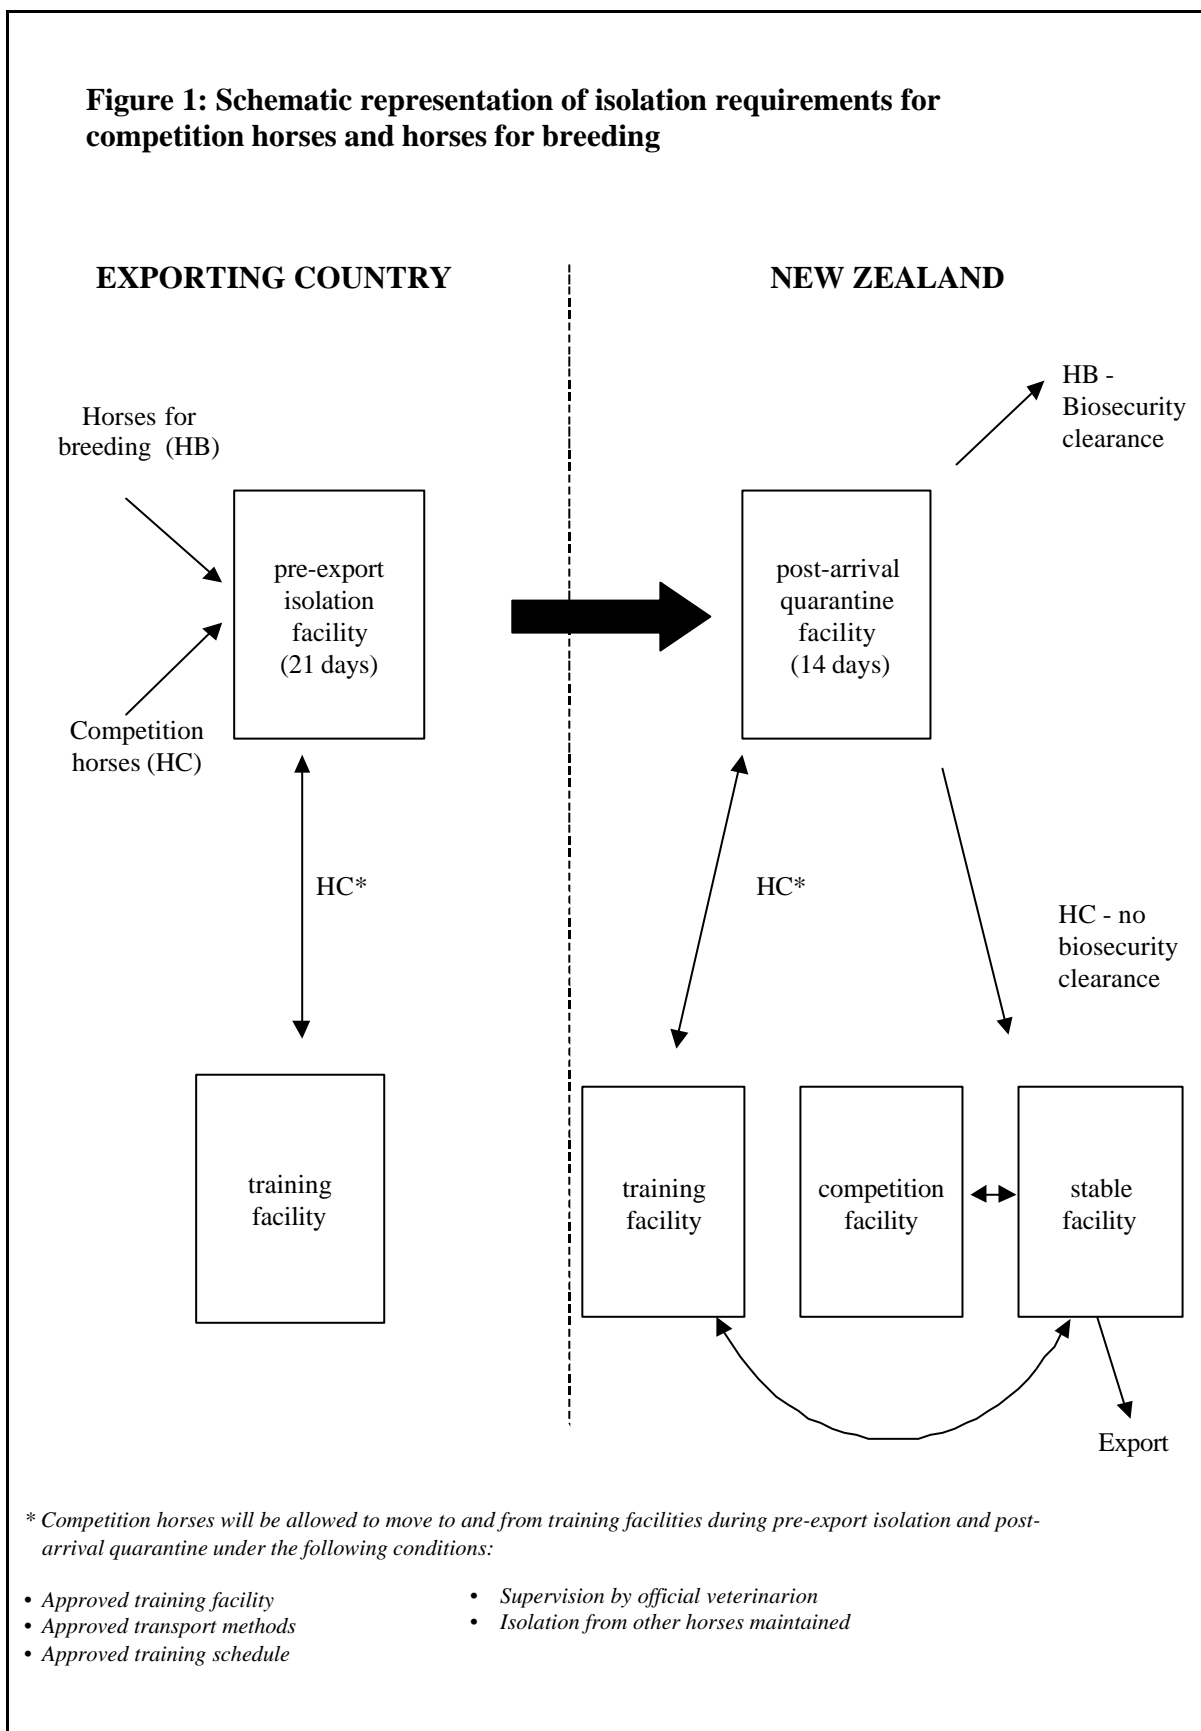 Figure 1: Schematic representation of isolation requirements for
competition horses and horses for breeding
EXPORTING COUNTRY
NEW ZEALAND
Horses for
breeding  (HB)
pre-export
isolation
facility
(21 days)
Competition
horses (HC)
HC*
training
facility
HB -
Biosecurity
clearance
post-arrival
quarantine
facility
(14 days)
HC*
HC - no
biosecurity
clearance
training
facility
competition
facility
stable
facility
Export
* Competition horses will be allowed to move to and from training facilities during pre-export isolation and post-
arrival quarantine under the following conditions:
• Approved training facility
• Approved transport methods
• Approved training schedule
• Supervision by official veterinarion
• Isolation from other horses maintained